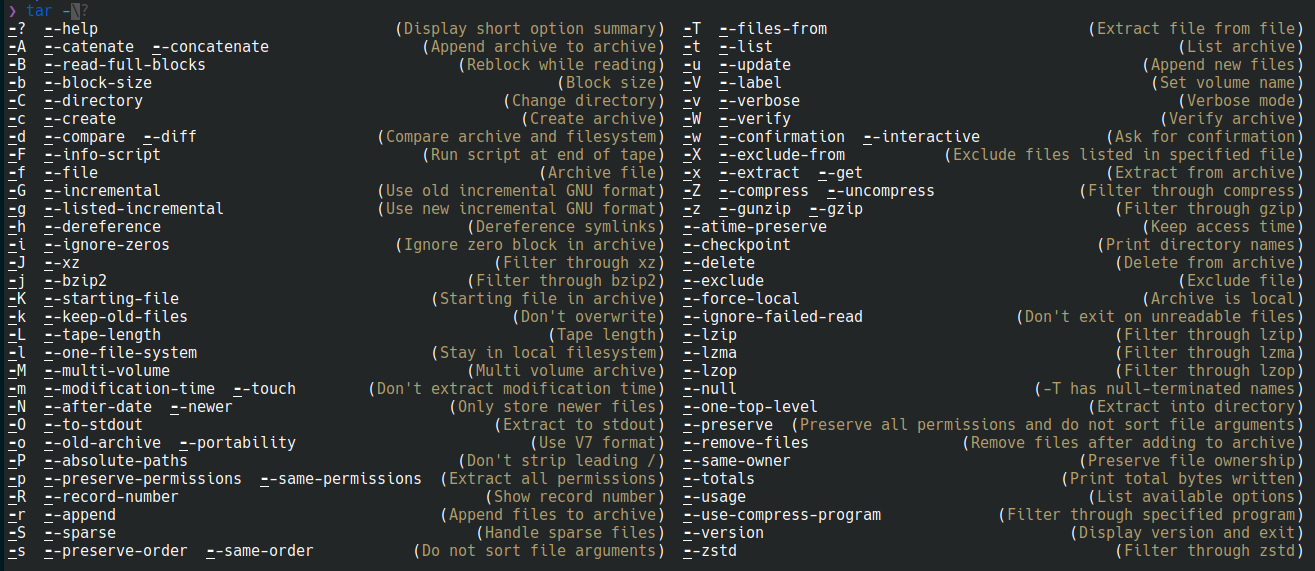 ❯ tar -\?
-?  --help (Display short option summary)  -T  --files-from (Extract file from file)
-A  --catenate  --concatenate (Append archive to archive)  -t  --list (List archive)
-B  --read-full-blocks (Reblock while reading)  -u  --update (Append new files)
-b  --block-size (Block size)  -V  --label (Set volume name)
-C  --directory (Change directory)  -v  --verbose (Verbose mode)
-c  --create (Create archive)  -W  --verify (Verify archive)
-d  --compare  --diff (Compare archive and filesystem)  -w  --confirmation  --interactive (Ask for confirmation)
-F  --info-script (Run script at end of tape)  -X  --exclude-from (Exclude files listed in specified file)
-f  --file (Archive file)  -x  --extract  --get (Extract from archive)
-G  --incremental (Use old incremental GNU format)  -Z  --compress  --uncompress (Filter through compress)
-g  --listed-incremental (Use new incremental GNU format)  -z  --gunzip  --gzip (Filter through gzip)
-h  --dereference (Dereference symlinks)  --atime-preserve (Keep access time)
-i  --ignore-zeros (Ignore zero block in archive)  --checkpoint (Print directory names)
-J  --xz (Filter through xz)  --delete (Delete from archive)
-j  --bzip2 (Filter through bzip2)  --exclude (Exclude file)
-K  --starting-file (Starting file in archive)  --force-local (Archive is local)
-k  --keep-old-files (Don't overwrite)  --ignore-failed-read (Don't exit on unreadable files)
-L  --tape-length (Tape length)  --lzip (Filter through lzip)
-l  --one-file-system (Stay in local filesystem)  --lzma (Filter through lzma)
-M  --multi-volume (Multi volume archive)  --lzop (Filter through lzop)
-m  --modification-time  --touch (Don't extract modification time)  --null (-T has null-terminated names)
-N  --after-date  --newer (Only store newer files)  --one-top-level (Extract into directory)
-O  --to-stdout (Extract to stdout)  --preserve (Preserve all permissions and do not sort file arguments)
-o  --old-archive  --portability (Use V7 format)  --remove-files (Remove files after adding to archive)
-P  --absolute-paths (Don't strip leading /)  --same-owner (Preserve file ownership)
-p  --preserve-permissions  --same-permissions (Extract all permissions)  --totals (Print total bytes written)
-R  --record-number (Show record number)  --usage (List available options)
-r  --append (Append files to archive)  --use-compress-program (Filter through specified program)
-S  --sparse (Handle sparse files)  --version (Display version and exit)
-s  --preserve-order  --same-order (Do not sort file arguments)  --zstd (Filter through zstd)